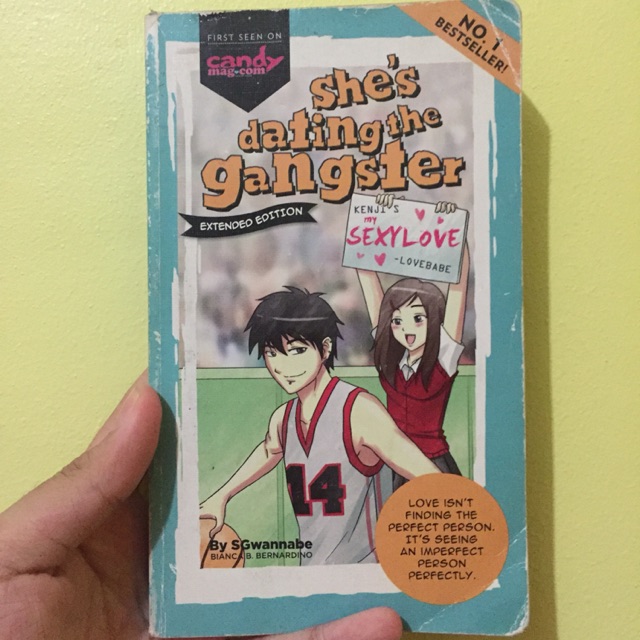 FIRST SEEN ON
candy
mag.com
NO. 1
BESTSELLER!
she's
dating the
gangster
EXTENDED EDITION
KENJI'S
my
SEXYLOVE
-LOVEBABE
14
By SGwannabe
BIANCA B. BERNARDINO
LOVE ISN'T
FINDING THE
PERFECT PERSON.
IT'S SEEING
AN IMPERFECT
PERSON
PERFECTLY.